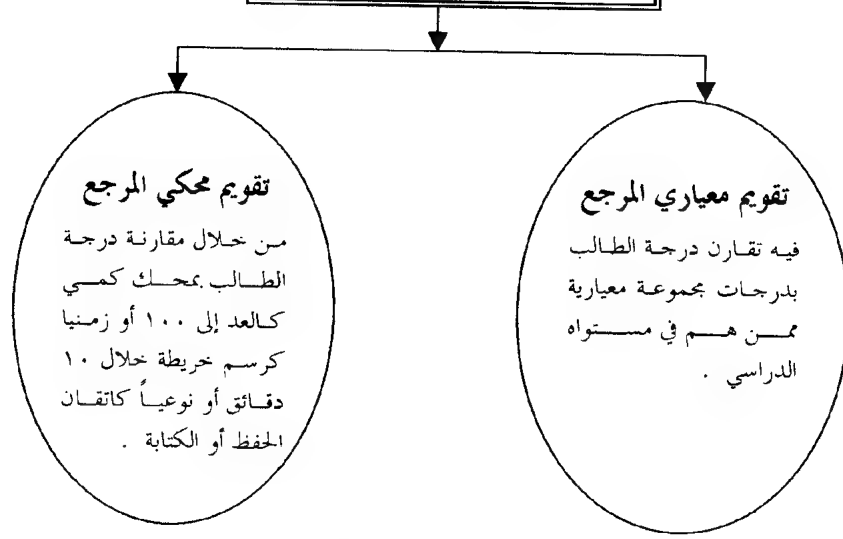 تقويم معياري المرجع
فيه تقارن درجة الطالب
بدرجات مجموعة معيارية
ممن هم في مستواه
الدراسي .
تقويم محكي المرجع
من خلال مقارنة درجة
الطالب بمحك كمي
كالعد إلى ١٠٠ أو زمنيا
كرسم خريطة خلال ١٠
دقائق أو نوعياً كاتقان
الحفظ أو الكتابة .